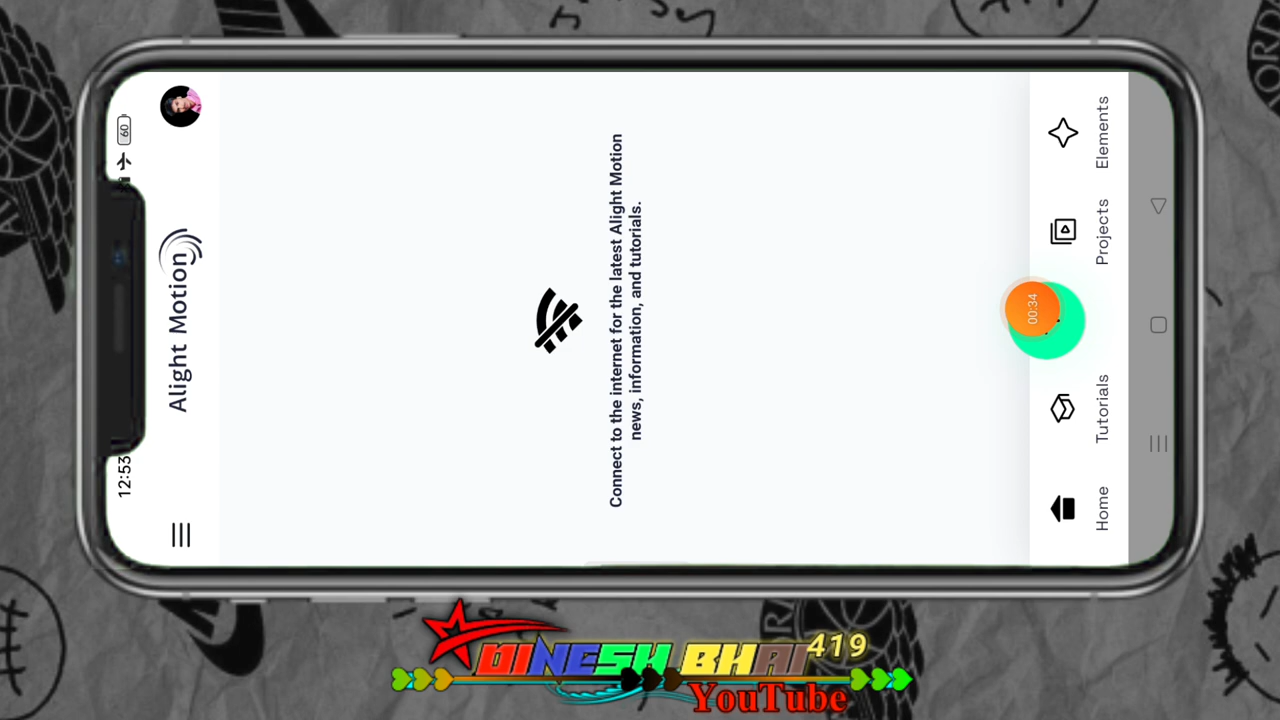 12:53
60
Alight Motion
Connect to the internet for the latest Alight Motion
news, information, and tutorials.
00:34
Home
Tutorials
Projects
Elements
DINESH BHAI 419
YouTube